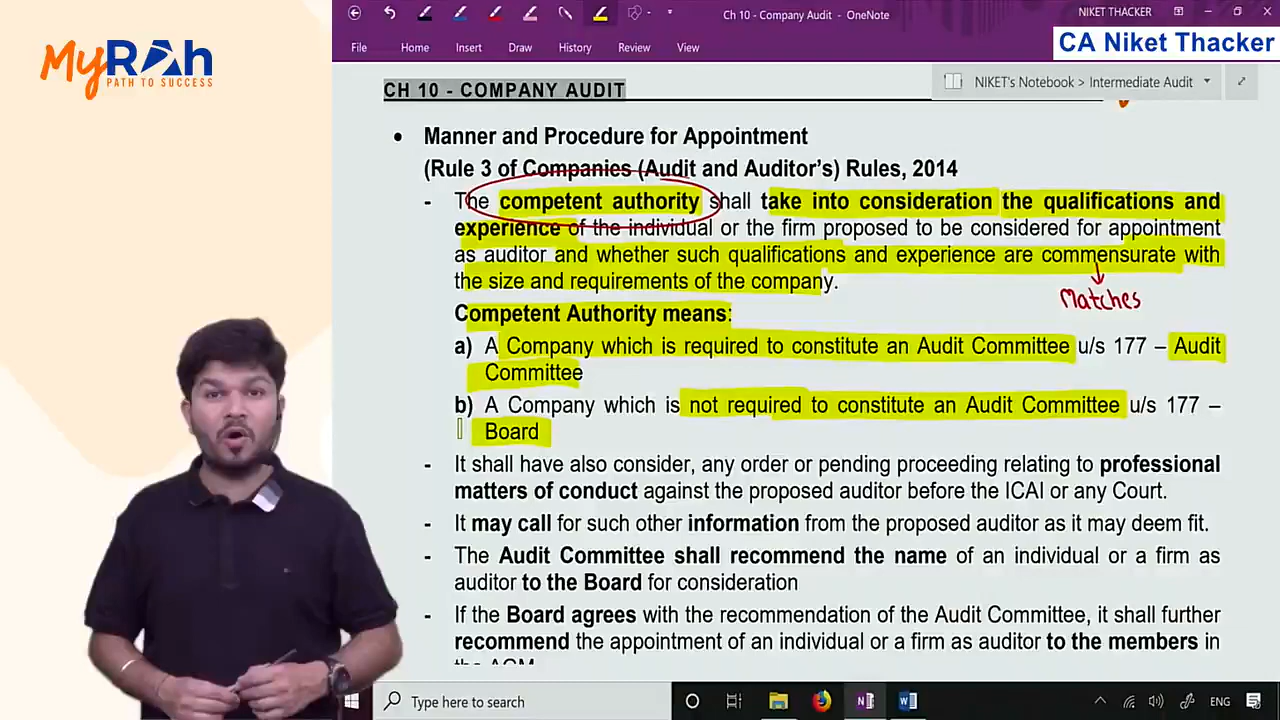 MyRAh
PATH TO SUCCESS
Ch 10 - Company Audit - OneNote
NIKET THACKER
File Home Insert Draw History Review View
CA Niket Thacker
NIKET's Notebook > Intermediate Audit
CH 10 - COMPANY AUDIT
• Manner and Procedure for Appointment
(Rule 3 of Companies (Audit and Auditor's) Rules, 2014
- The competent authority shall take into consideration the qualifications and
experience of the individual or the firm proposed to be considered for appointment
as auditor and whether such qualifications and experience are commensurate with
the size and requirements of the company.
Matches
Competent Authority means:
a) A Company which is required to constitute an Audit Committee u/s 177 – Audit
Committee
b) A Company which is not required to constitute an Audit Committee u/s 177 –
Board
- It shall have also consider, any order or pending proceeding relating to professional
matters of conduct against the proposed auditor before the ICAI or any Court.
- It may call for such other information from the proposed auditor as it may deem fit.
- The Audit Committee shall recommend the name of an individual or a firm as
auditor to the Board for consideration
- If the Board agrees with the recommendation of the Audit Committee, it shall further
recommend the appointment of an individual or a firm as auditor to the members in
the AGM
Type here to search
ENG